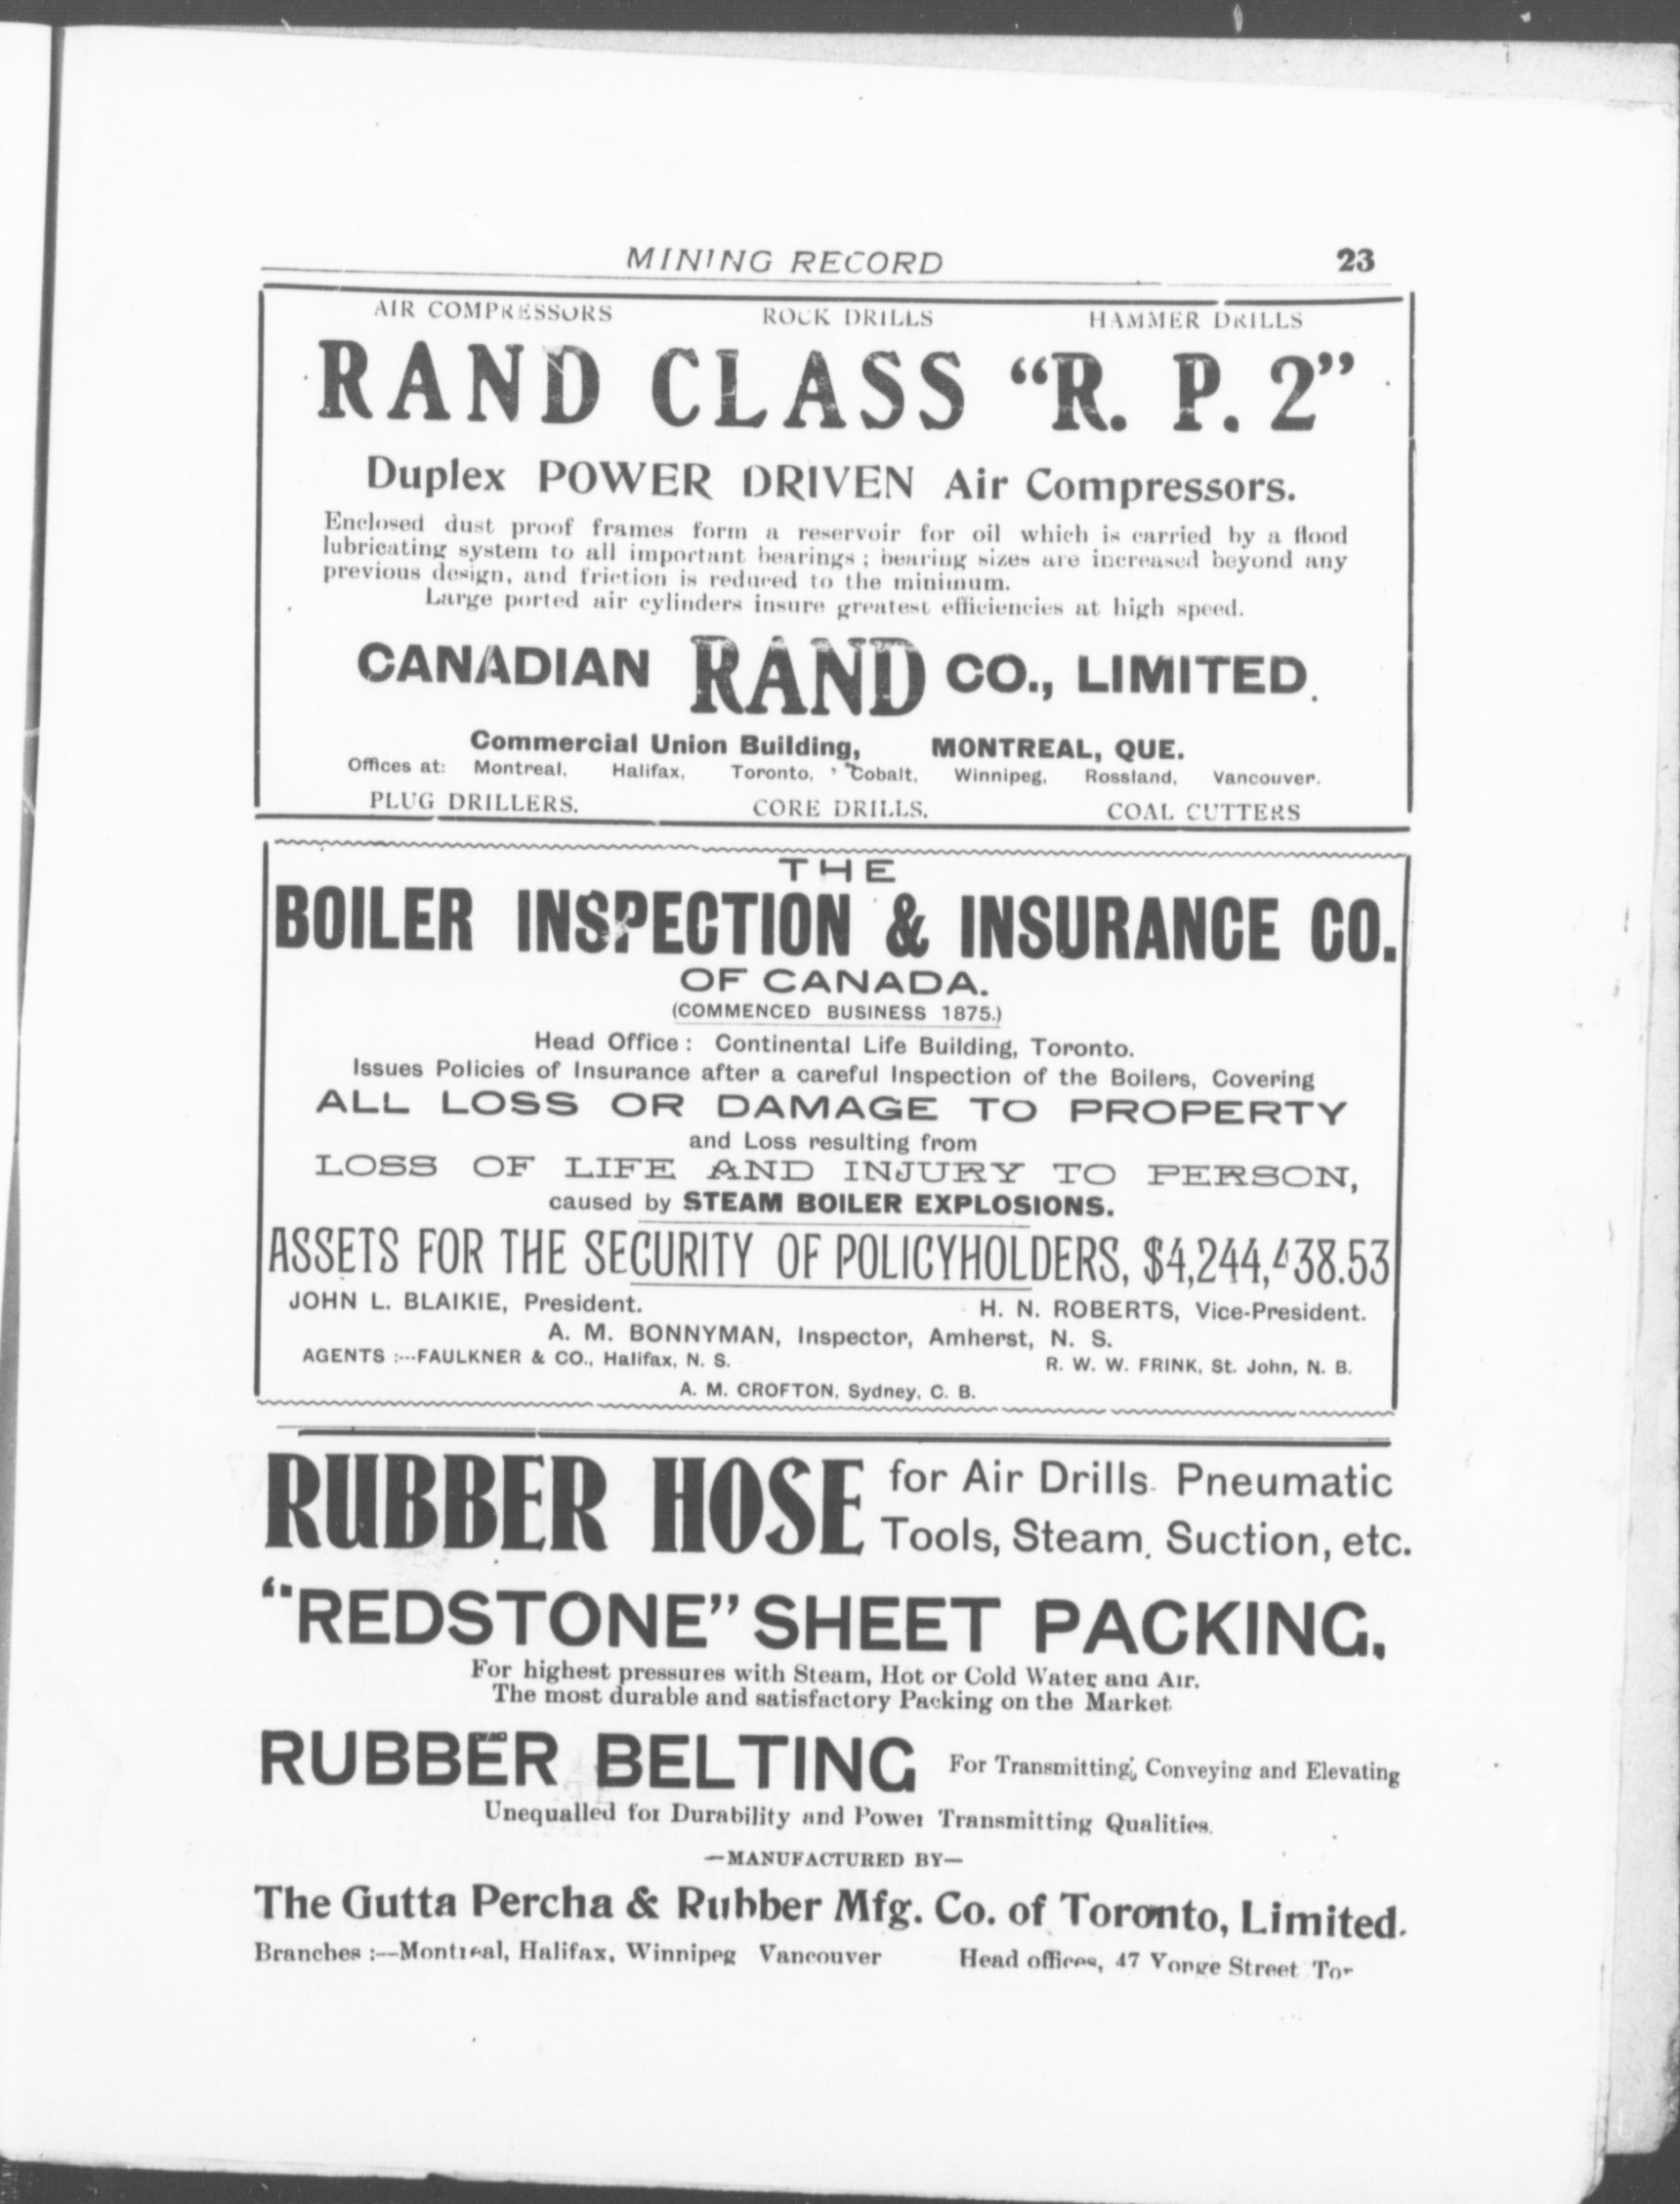 MINING RECORD 23
AIR COMPRESSORS ROCK DRILLS HAMMER DRILLS
RAND CLASS “R. P. 2”
Duplex POWER DRIVEN Air Compressors.
Enclosed dust proof frames form a reservoir for oil which is carried by a flood
lubricating system to all important bearings; bearing sizes are increased beyond any
previous design, and friction is reduced to the minimum.
Large ported air cylinders insure greatest efficiencies at high speed.
CANADIAN RAND CO., LIMITED.
Commercial Union Building, MONTREAL, QUE.
Offices at: Montreal, Halifax, Toronto, Cobalt, Winnipeg, Rossland, Vancouver.
PLUG DRILLERS. CORE DRILLS, COAL CUTTERS
THE
BOILER INSPECTION & INSURANCE CO.
OF CANADA.
(COMMENCED BUSINESS 1875.)
Head Office: Continental Life Building, Toronto.
Issues Policies of Insurance after a careful Inspection of the Boilers, Covering
ALL LOSS OR DAMAGE TO PROPERTY
and Loss resulting from
LOSS OF LIFE AND INJURY TO PERSON,
caused by STEAM BOILER EXPLOSIONS.
ASSETS FOR THE SECURITY OF POLICYHOLDERS, $4,244,438.53
JOHN L. BLAIKIE, President. H. N. ROBERTS, Vice-President.
A. M. BONNYMAN, Inspector, Amherst, N. S.
AGENTS :---FAULKNER & CO., Halifax, N. S. R. W. W. FRINK, St. John, N. B.
A. M. CROFTON, Sydney, C. B.
RUBBER HOSE for Air Drills. Pneumatic
Tools, Steam, Suction, etc.
“REDSTONE” SHEET PACKING,
For highest pressures with Steam, Hot or Cold Water and Air.
The most durable and satisfactory Packing on the Market.
RUBBER BELTING For Transmitting, Conveying and Elevating
Unequalled for Durability and Power Transmitting Qualities.
—MANUFACTURED BY—
The Gutta Percha & Rubber Mfg. Co. of Toronto, Limited.
Branches :—Montreal, Halifax, Winnipeg Vancouver Head offices, 47 Yonge Street Tor